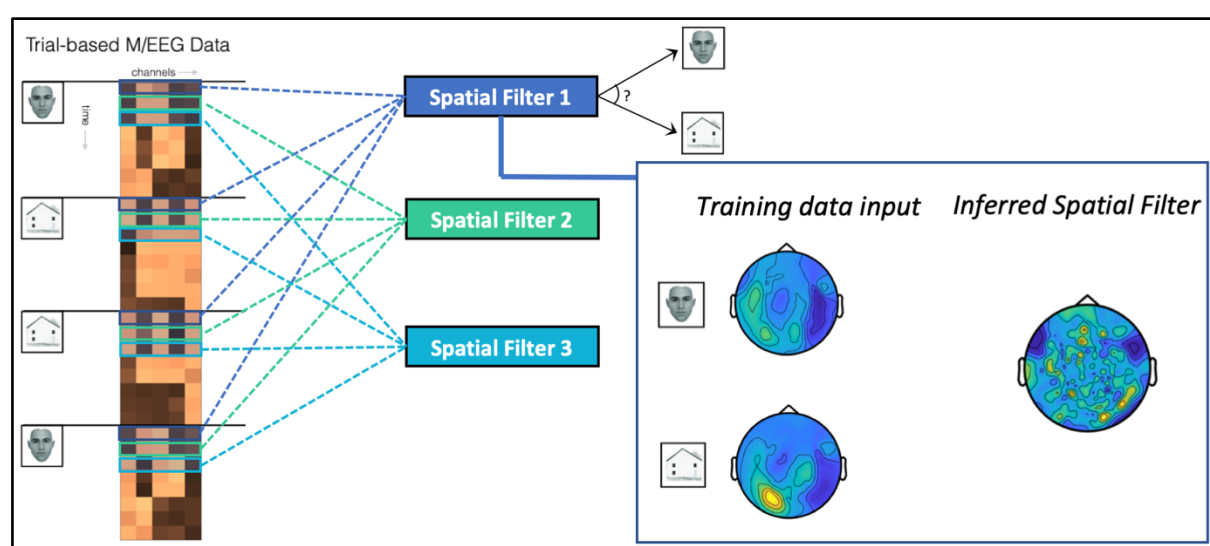 Trial-based M/EEG Data
channels
time
Spatial Filter 1
?
Spatial Filter 2
Spatial Filter 3
Training data input
Inferred Spatial Filter